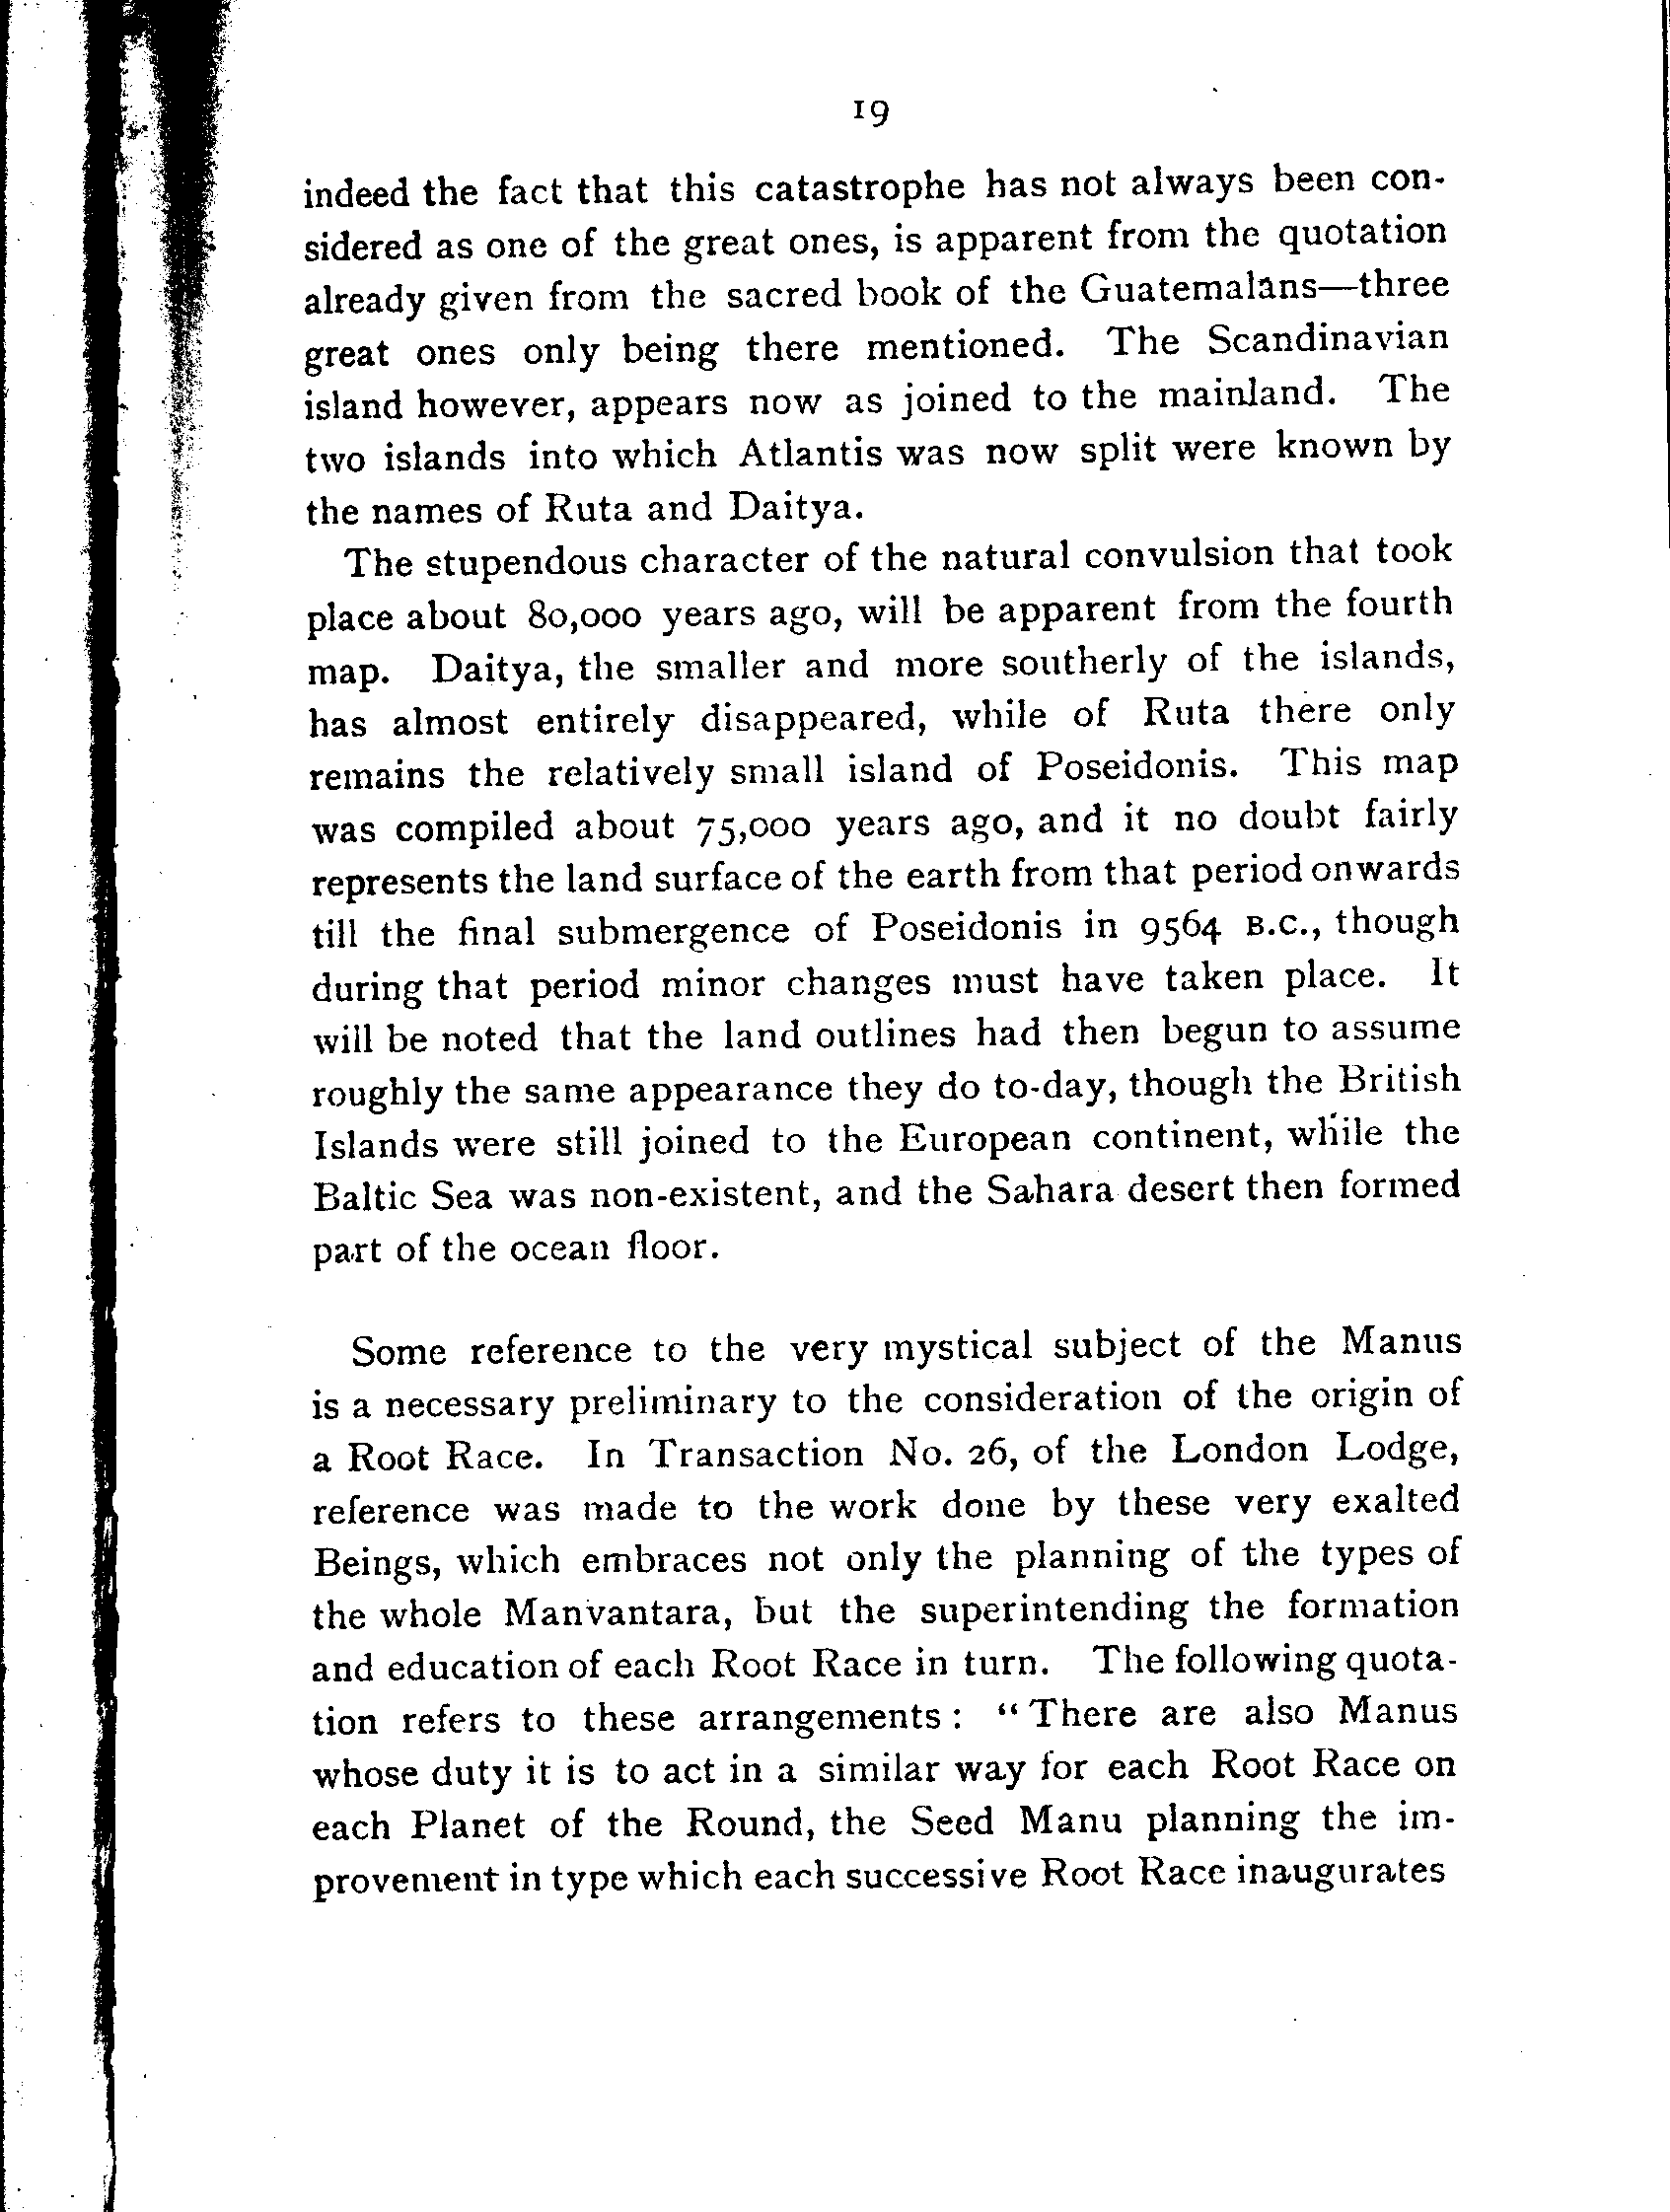 19
indeed the fact that this catastrophe has not always been con-
sidered as one of the great ones, is apparent from the quotation
already given from the sacred book of the Guatemalans—three
great ones only being there mentioned. The Scandinavian
island however, appears now as joined to the mainland. The
two islands into which Atlantis was now split were known by
the names of Ruta and Daitya.
The stupendous character of the natural convulsion that took
place about 80,000 years ago, will be apparent from the fourth
map. Daitya, the smaller and more southerly of the islands,
has almost entirely disappeared, while of Ruta there only
remains the relatively small island of Poseidonis. This map
was compiled about 75,000 years ago, and it no doubt fairly
represents the land surface of the earth from that period onwards
till the final submergence of Poseidonis in 9564 B.C., though
during that period minor changes must have taken place. It
will be noted that the land outlines had then begun to assume
roughly the same appearance they do to-day, though the British
Islands were still joined to the European continent, while the
Baltic Sea was non-existent, and the Sahara desert then formed
part of the ocean floor.
Some reference to the very mystical subject of the Manus
is a necessary preliminary to the consideration of the origin of
a Root Race. In Transaction No. 26, of the London Lodge,
reference was made to the work done by these very exalted
Beings, which embraces not only the planning of the types of
the whole Manvantara, but the superintending the formation
and education of each Root Race in turn. The following quota-
tion refers to these arrangements: "There are also Manus
whose duty it is to act in a similar way for each Root Race on
each Planet of the Round, the Seed Manu planning the im-
provement in type which each successive Root Race inaugurates